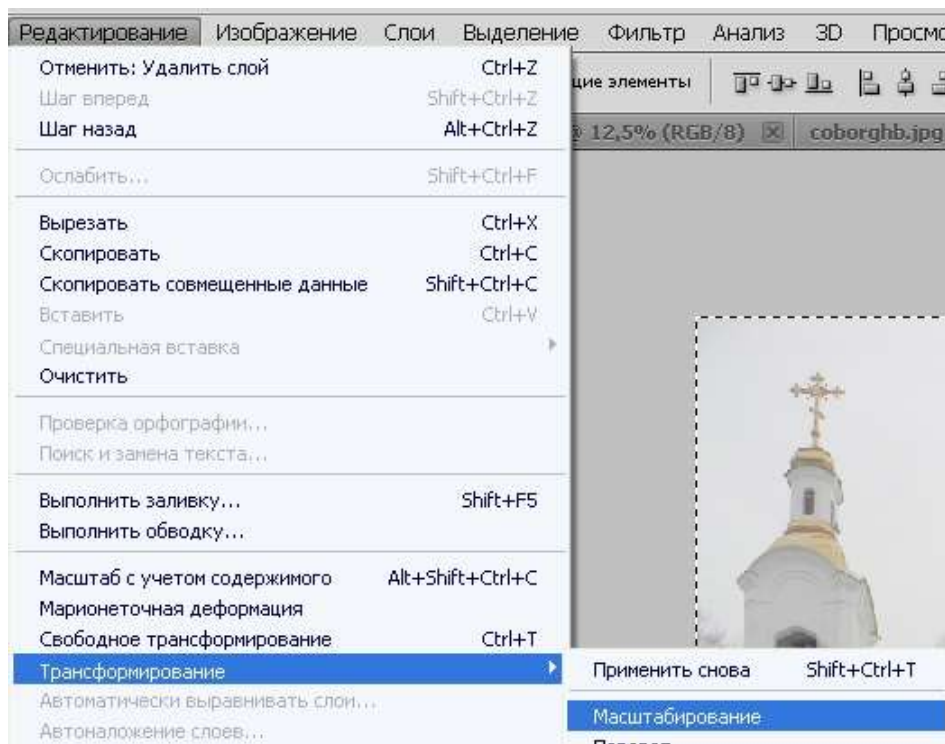 Редактирование Изображение Слои Выделение Фильтр Анализ 3D Просмо
Отменить: Удалить слой Ctrl+Z
щие элементы
Шаг вперед Shift+Ctrl+Z
Шаг назад Alt+Ctrl+Z
12,5% (RGB/8) coborghb.jpg
Ослабить... Shift+Ctrl+F
Вырезать Ctrl+X
Скопировать Ctrl+C
Скопировать совмещенные данные Shift+Ctrl+C
Вставить Ctrl+V
Специальная вставка
Очистить
Проверка орфографии...
Поиск и замена текста...
Выполнить заливку... Shift+F5
Выполнить обводку...
Масштаб с учетом содержимого Alt+Shift+Ctrl+C
Марионеточная деформация
Свободное трансформирование Ctrl+T
Трансформирование
Применить снова Shift+Ctrl+T
Автоматически выравнивать слои...
Масштабирование
Автоналожение слоев...